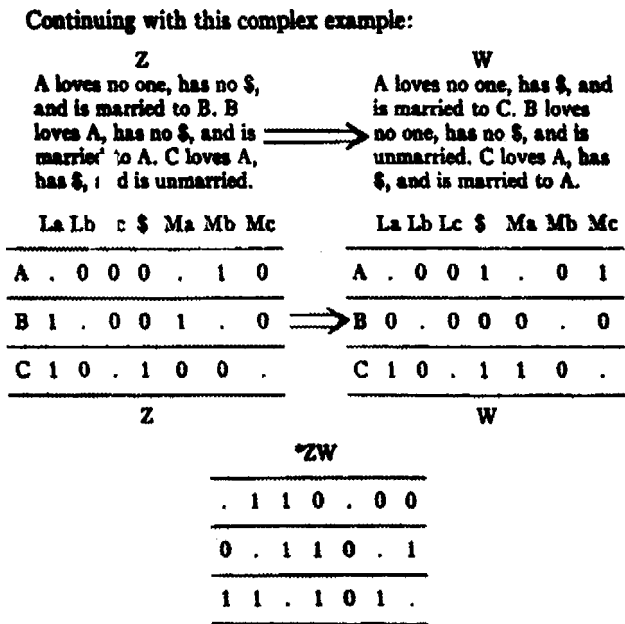 Continuing with this complex example:
Z
A loves no one, has no $,
and is married to B. B
loves A, has no $, and is
married to A. C loves A,
has $, is unmarried.
W
A loves no one, has $, and
is married to C. B loves
no one, has no $, and is
unmarried. C loves A, has
$, and is married to A.
La Lb c $ Ma Mb Mc
A . 0 0 0 . 1 0
B 1 . 0 0 1 . 0
C 1 0 . 1 0 0 .
Z
La Lb Lc $ Ma Mb Mc
A . 0 0 1 . 0 1
B 0 . 0 0 0 . 0
C 1 0 . 1 1 0 .
W
*ZW
. 1 1 0 . 0 0
0 . 1 1 0 . 1
1 1 . 1 0 1 .